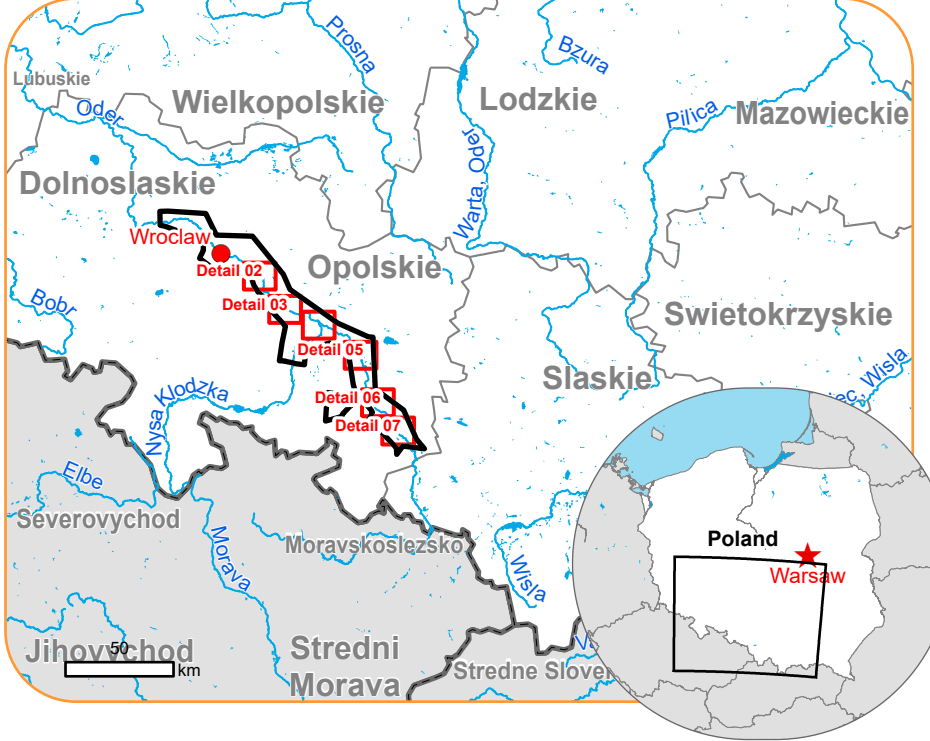 Prosna
Bzura
Lubuskie
Wielkopolskie
Lodzkie
Oder
Pilica
Mazowieckie
Warta, Oder
Dolnoslaskie
Wroclaw
Detail 02
Opolskie
Detail 03
Bobr
Swietokrzyskie
Detail 05
Slaskie
Nysa Klodzka
Detail 06
Detail 07
ec, Wisla
Elbe
Severovychod
Morava
Moravskoslezsko
Wisla
Poland
Warsaw
Jihovychod
50
km
Stredni
Morava
Stredne Slover